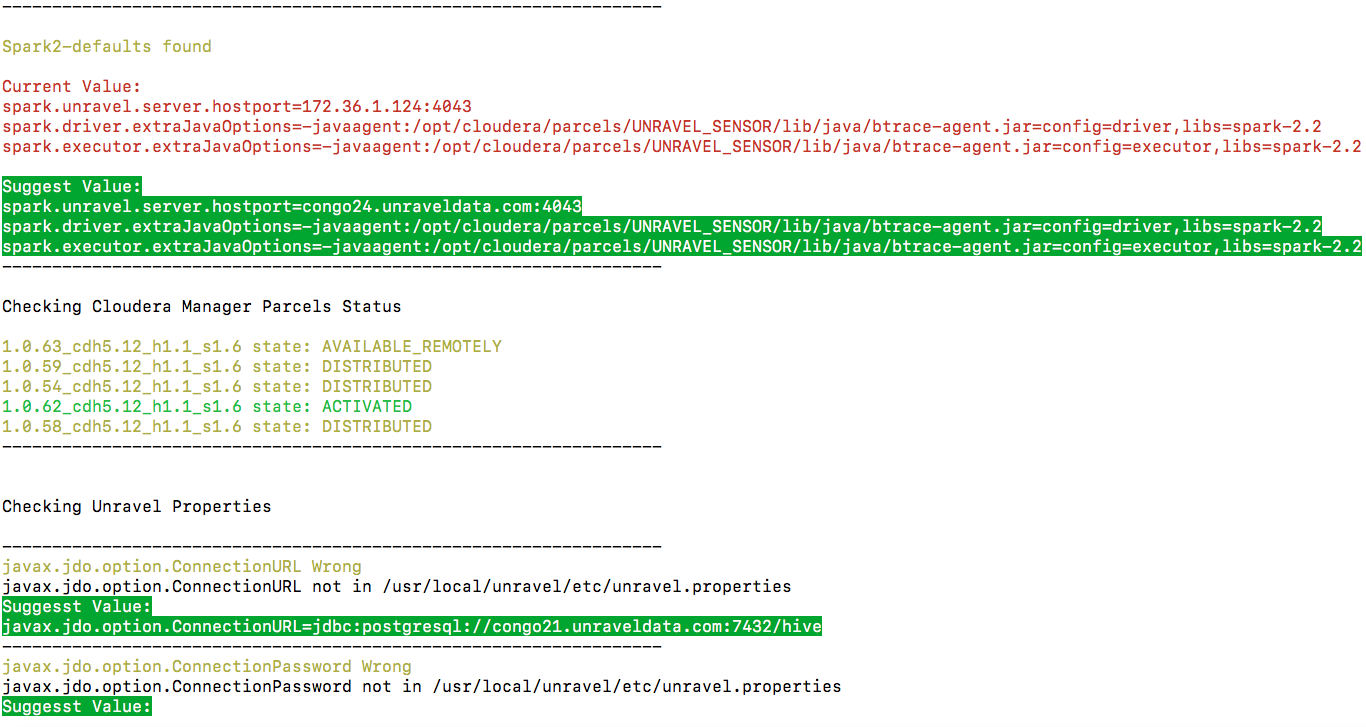 ------------------------------------------------------------------
Spark2-defaults found
Current Value:
spark.unravel.server.hostport=172.36.1.124:4043
spark.driver.extraJavaOptions=-javaagent:/opt/cloudera/parcels/UNRAVEL_SENSOR/lib/java/btrace-agent.jar=config=driver,libs=spark-2.2
spark.executor.extraJavaOptions=-javaagent:/opt/cloudera/parcels/UNRAVEL_SENSOR/lib/java/btrace-agent.jar=config=executor,libs=spark-2.2
Suggest Value:
spark.unravel.server.hostport=congo24.unraveldata.com:4043
spark.driver.extraJavaOptions=-javaagent:/opt/cloudera/parcels/UNRAVEL_SENSOR/lib/java/btrace-agent.jar=config=driver,libs=spark-2.2
spark.executor.extraJavaOptions=-javaagent:/opt/cloudera/parcels/UNRAVEL_SENSOR/lib/java/btrace-agent.jar=config=executor,libs=spark-2.2
------------------------------------------------------------------
Checking Cloudera Manager Parcels Status
1.0.63_cdh5.12_h1.1_s1.6 state: AVAILABLE_REMOTELY
1.0.59_cdh5.12_h1.1_s1.6 state: DISTRIBUTED
1.0.54_cdh5.12_h1.1_s1.6 state: DISTRIBUTED
1.0.62_cdh5.12_h1.1_s1.6 state: ACTIVATED
1.0.58_cdh5.12_h1.1_s1.6 state: DISTRIBUTED
------------------------------------------------------------------
Checking Unravel Properties
------------------------------------------------------------------
javax.jdo.option.ConnectionURL Wrong
javax.jdo.option.ConnectionURL not in /usr/local/unravel/etc/unravel.properties
Suggesst Value:
javax.jdo.option.ConnectionURL=jdbc:postgresql://congo21.unraveldata.com:7432/hive
------------------------------------------------------------------
javax.jdo.option.ConnectionPassword Wrong
javax.jdo.option.ConnectionPassword not in /usr/local/unravel/etc/unravel.properties
Suggesst Value: